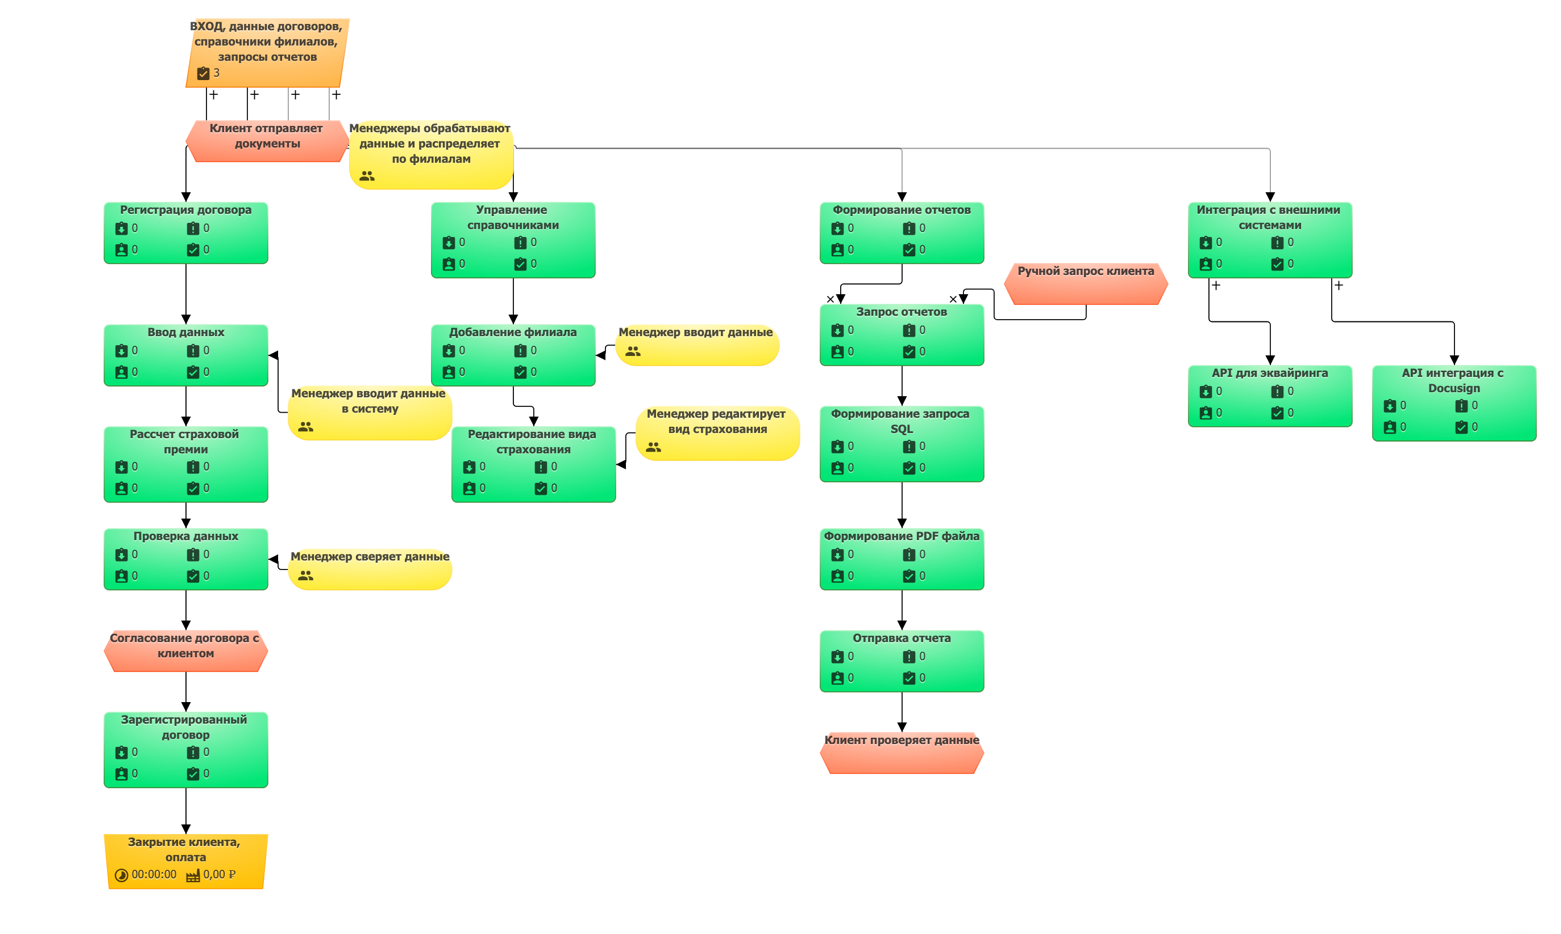 ВХОД, данные договоров,
справочники филиалов,
запросы отчетов
3
+ + + +
Клиент отправляет
документы
Менеджеры обрабатывают
данные и распределяет
по филиалам
Регистрация договора
0 0
0 0
Управление
справочниками
0 0
0 0
Формирование отчетов
0 0
0 0
Интеграция с внешними
системами
0 0
0 0
+ +
Ручной запрос клиента
× ×
Запрос отчетов
0 0
0 0
Ввод данных
0 0
0 0
Добавление филиала
0 0
0 0
Менеджер вводит данные
API для эквайринга
0 0
0 0
API интеграция с
Docusign
0 0
0 0
Менеджер вводит данные
в систему
Менеджер редактирует
вид страхования
Формирование запроса
SQL
0 0
0 0
Рассчет страховой
премии
0 0
0 0
Редактирование вида
страхования
0 0
0 0
Проверка данных
0 0
0 0
Менеджер сверяет данные
Формирование PDF файла
0 0
0 0
Согласование договора с
клиентом
Отправка отчета
0 0
0 0
Зарегистрированный
договор
0 0
0 0
Клиент проверяет данные
Закрытие клиента,
оплата
00:00:00 0,00 ₽